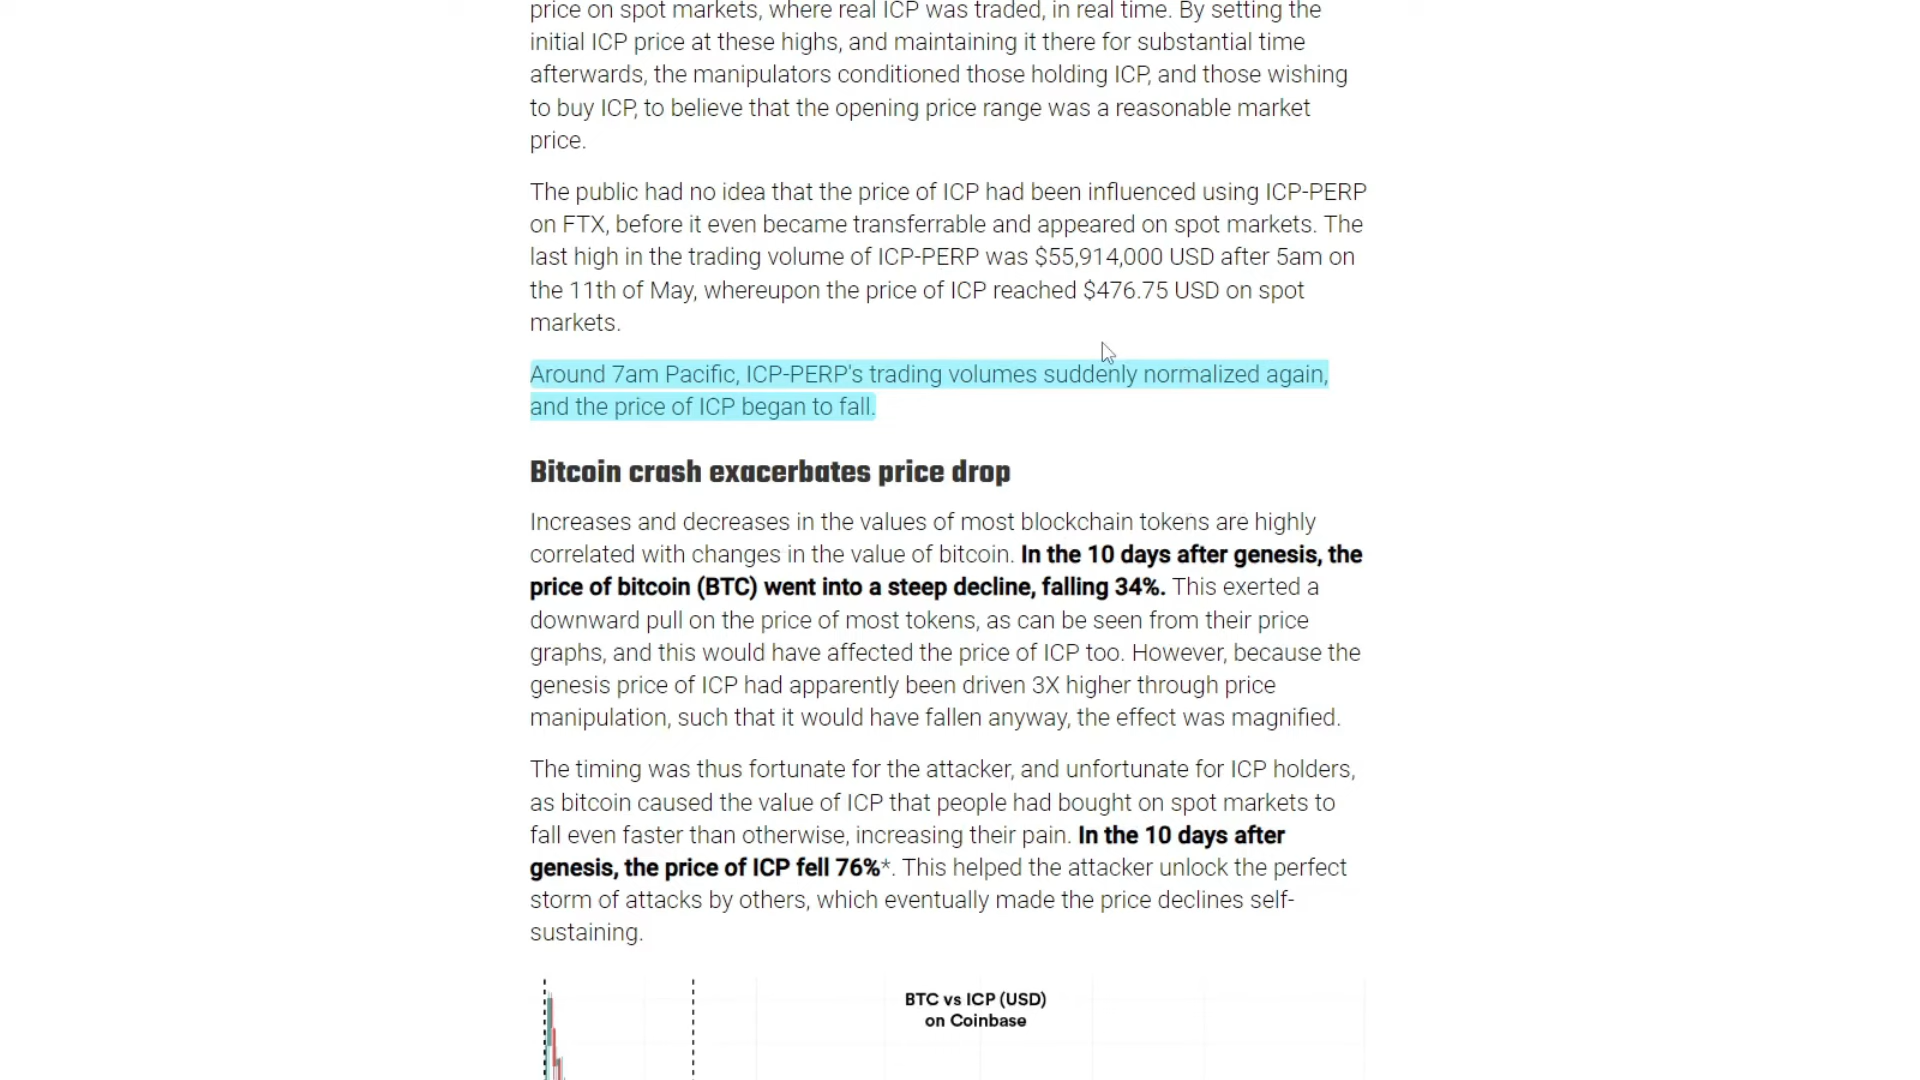 price on spot markets, where real ICP was traded, in real time. By setting the
initial ICP price at these highs, and maintaining it there for substantial time
afterwards, the manipulators conditioned those holding ICP, and those wishing
to buy ICP, to believe that the opening price range was a reasonable market
price.
The public had no idea that the price of ICP had been influenced using ICP-PERP
on FTX, before it even became transferrable and appeared on spot markets. The
last high in the trading volume of ICP-PERP was $55,914,000 USD after 5am on
the 11th of May, whereupon the price of ICP reached $476.75 USD on spot
markets.
Around 7am Pacific, ICP-PERP's trading volumes suddenly normalized again,
and the price of ICP began to fall.
Bitcoin crash exacerbates price drop
Increases and decreases in the values of most blockchain tokens are highly
correlated with changes in the value of bitcoin. In the 10 days after genesis, the
price of bitcoin (BTC) went into a steep decline, falling 34%. This exerted a
downward pull on the price of most tokens, as can be seen from their price
graphs, and this would have affected the price of ICP too. However, because the
genesis price of ICP had apparently been driven 3X higher through price
manipulation, such that it would have fallen anyway, the effect was magnified.
The timing was thus fortunate for the attacker, and unfortunate for ICP holders,
as bitcoin caused the value of ICP that people had bought on spot markets to
fall even faster than otherwise, increasing their pain. In the 10 days after
genesis, the price of ICP fell 76%*. This helped the attacker unlock the perfect
storm of attacks by others, which eventually made the price declines self-
sustaining.
BTC vs ICP (USD)
on Coinbase